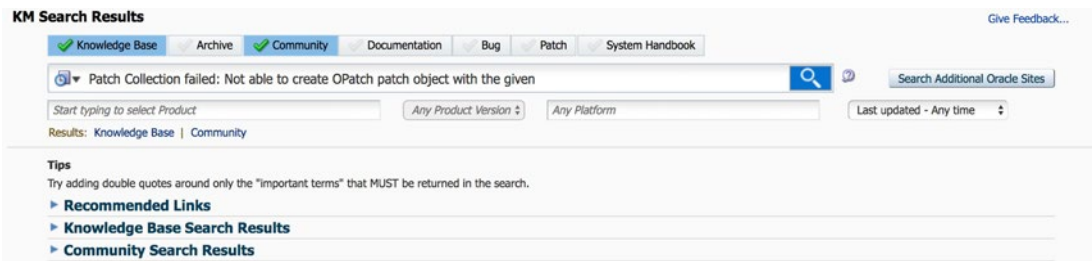 KM Search Results
Give Feedback...
Knowledge Base Archive Community Documentation Bug Patch System Handbook
Patch Collection failed: Not able to create OPatch patch object with the given
Search Additional Oracle Sites
Start typing to select Product Any Product Version Any Platform Last updated - Any time
Results: Knowledge Base | Community
Tips
Try adding double quotes around only the "important terms" that MUST be returned in the search.
Recommended Links
Knowledge Base Search Results
Community Search Results